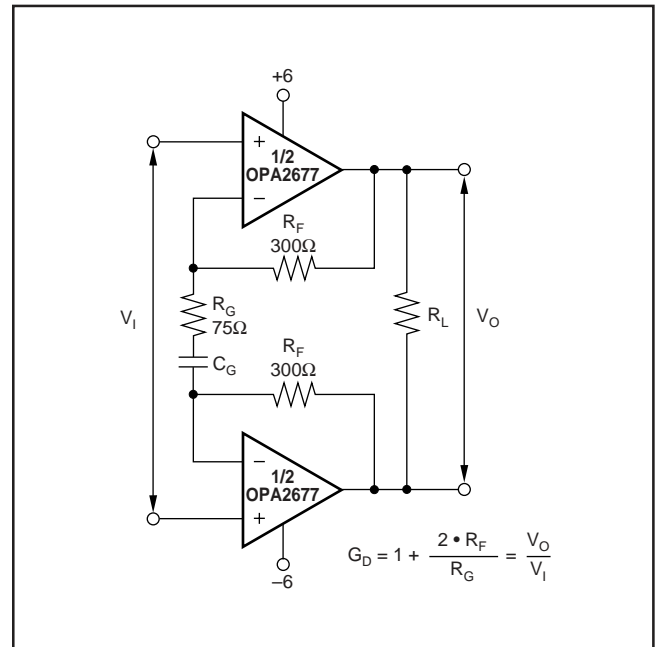 +6
+
1/2
OPA2677
−
R_F
300Ω
V_I
R_G
75Ω
C_G
R_L
V_O
R_F
300Ω
−
1/2
OPA2677
+
−6
G_D = 1 + 2 • R_F / R_G = V_O / V_I